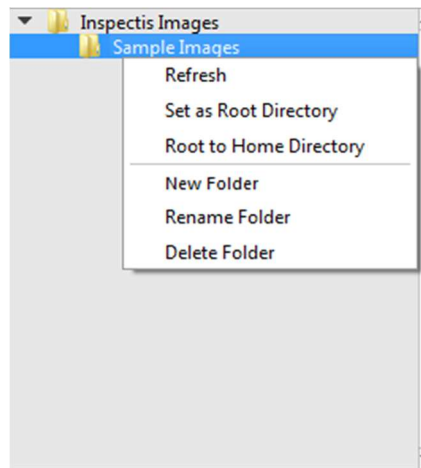 Inspectis Images
Sample Images
Refresh
Set as Root Directory
Root to Home Directory
New Folder
Rename Folder
Delete Folder